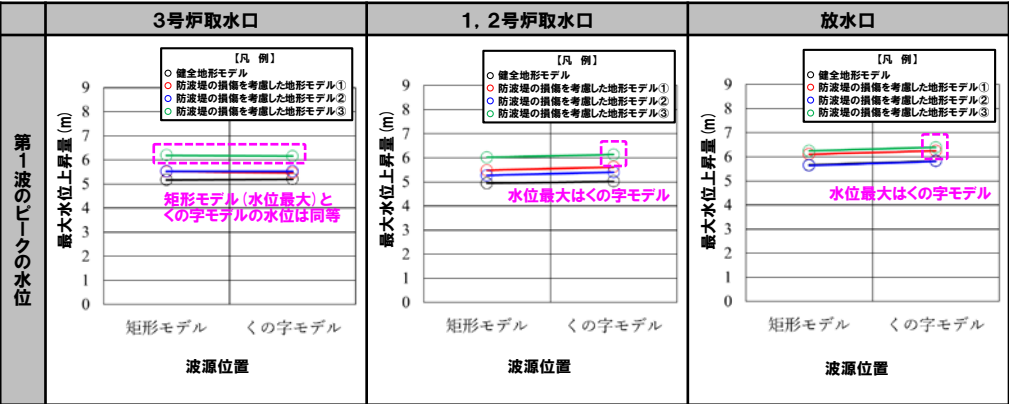 3号炉取水口
1，2号炉取水口
放水口
第1波のピークの水位
【凡 例】
健全地形モデル
防波堤の損傷を考慮した地形モデル①
防波堤の損傷を考慮した地形モデル②
防波堤の損傷を考慮した地形モデル③
最大水位上昇量(m)
9
8
7
6
5
4
3
2
1
0
矩形モデル（水位最大）と
くの字モデルの水位は同等
矩形モデル
くの字モデル
波源位置
【凡 例】
健全地形モデル
防波堤の損傷を考慮した地形モデル①
防波堤の損傷を考慮した地形モデル②
防波堤の損傷を考慮した地形モデル③
最大水位上昇量(m)
9
8
7
6
5
4
3
2
1
0
水位最大はくの字モデル
矩形モデル
くの字モデル
波源位置
【凡 例】
健全地形モデル
防波堤の損傷を考慮した地形モデル①
防波堤の損傷を考慮した地形モデル②
防波堤の損傷を考慮した地形モデル③
最大水位上昇量(m)
9
8
7
6
5
4
3
2
1
0
水位最大はくの字モデル
矩形モデル
くの字モデル
波源位置